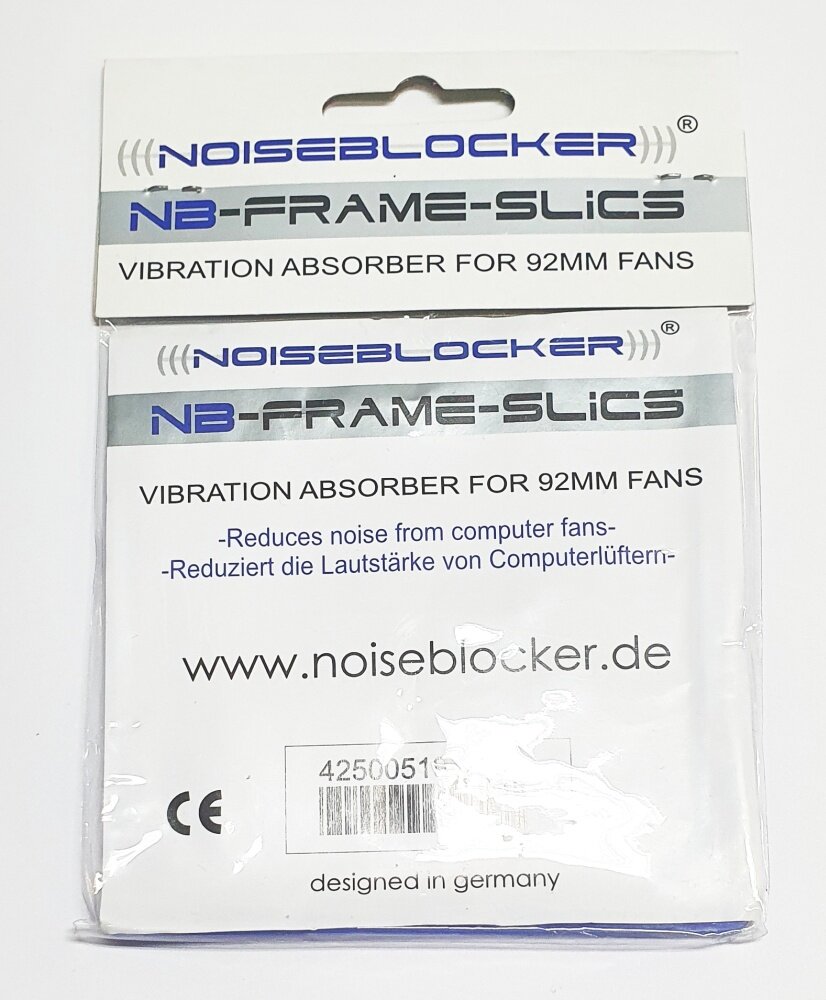 (((NOISEBLOCKER)))®
NB-FRAME-SLiCS
VIBRATION ABSORBER FOR 92MM FANS
(((NOISEBLOCKER)))®
NB-FRAME-SLiCS
VIBRATION ABSORBER FOR 92MM FANS
-Reduces noise from computer fans-
-Reduziert die Lautstärke von Computerlüftern-
www.noiseblocker.de
CE
designed in germany